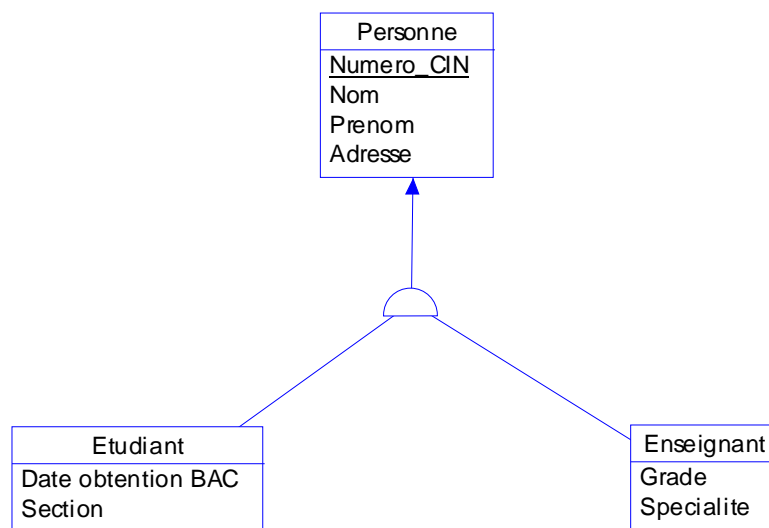 Personne
Numero_CIN
Nom
Prenom
Adresse
Etudiant
Date obtention BAC
Section
Enseignant
Grade
Specialite